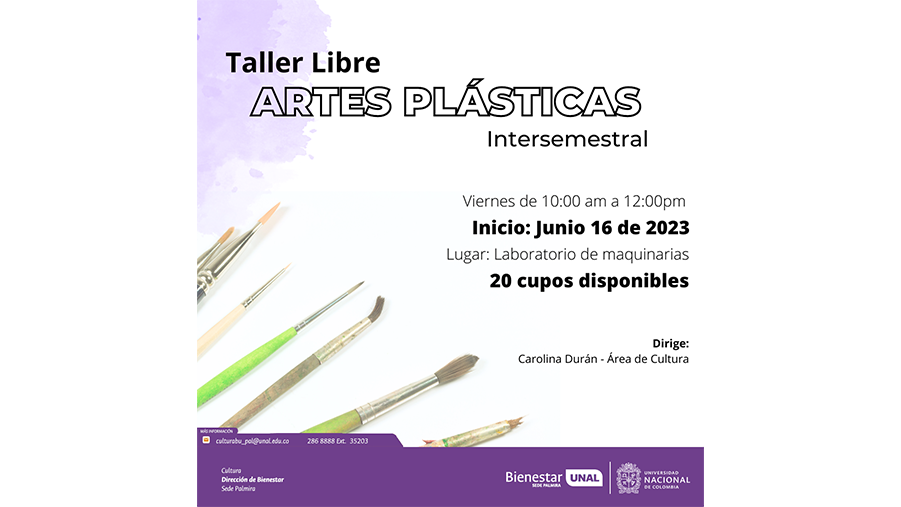 Taller Libre
ARTES PLÁSTICAS
Intersemestral
Viernes de 10:00 am a 12:00pm
Inicio: Junio 16 de 2023
Lugar: Laboratorio de maquinarias
20 cupos disponibles
Dirige:
Carolina Durán - Área de Cultura
MÁS INFORMACIÓN
culturabu_pal@unal.edu.co 286 8888 Ext. 35203
Cultura
Dirección de Bienestar
Sede Palmira
Bienestar UNAL
SEDE PALMIRA
UNIVERSIDAD
NACIONAL
DE COLOMBIA